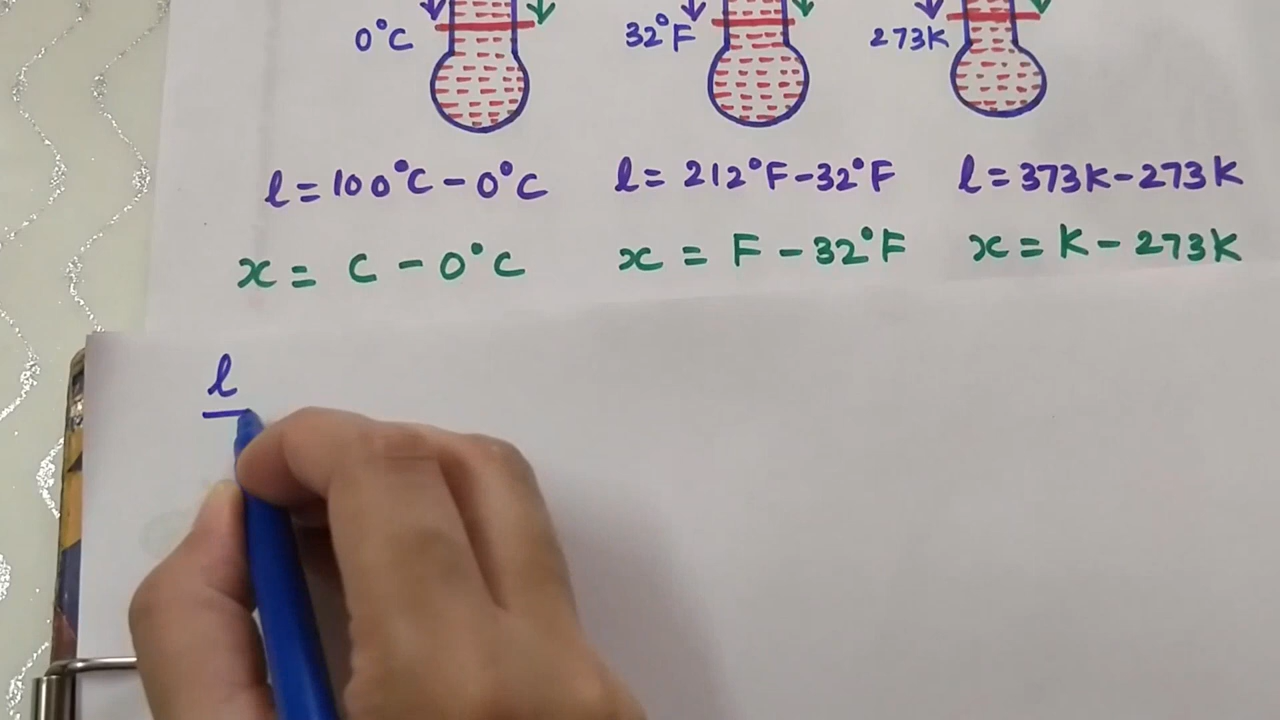 0°C 32°F 273K
l = 100°C - 0°C l = 212°F - 32°F l = 373K - 273K
x = C - 0°C x = F - 32°F x = K - 273K
l